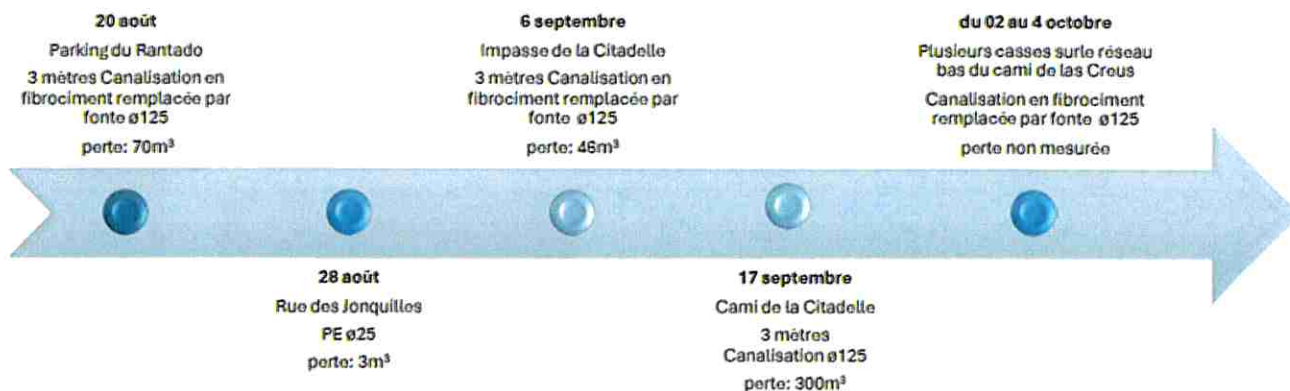 20 août
Parking du Rantado
3 mètres Canalisation en
fibrociment remplacée par
fonte ø125
perte: 70m³
28 août
Rue des Jonquilles
PE ø25
perte: 3m³
6 septembre
Impasse de la Citadelle
3 mètres Canalisation en
fibrociment remplacée par
fonte ø125
perte: 46m³
17 septembre
Cami de la Citadelle
3 mètres
Canalisation ø125
perte: 300m³
du 02 au 4 octobre
Plusieurs casses sur le réseau
bas du cami de las Creus
Canalisation en fibrociment
remplacée par fonte ø125
perte non mesurée